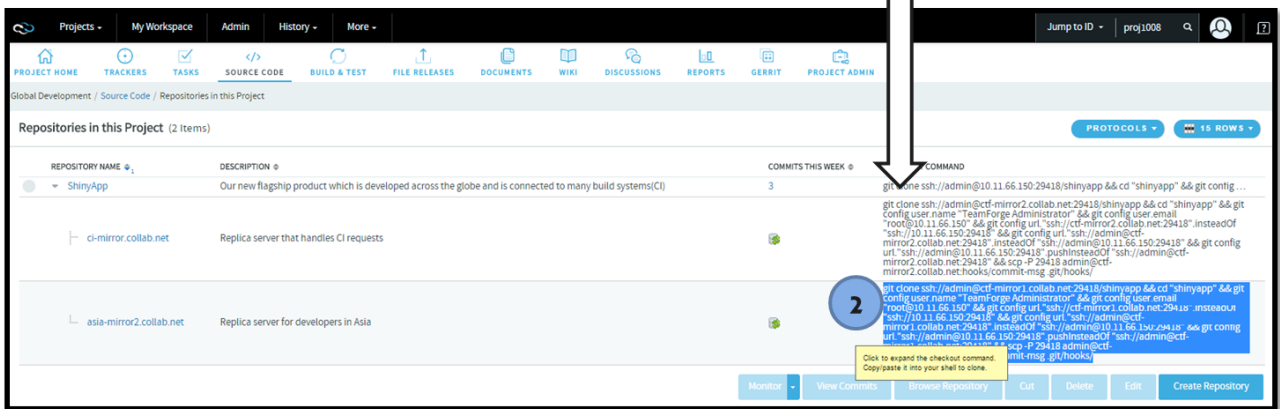 Projects My Workspace Admin History More Jump to ID proj1008
PROJECT HOME TRACKERS TASKS SOURCE CODE BUILD & TEST FILE RELEASES DOCUMENTS WIKI DISCUSSIONS REPORTS GERRIT PROJECT ADMIN
Global Development / Source Code / Repositories in this Project
Repositories in this Project (2 Items) PROTOCOLS 15 ROWS
REPOSITORY NAME 1 DESCRIPTION COMMITS THIS WEEK COMMAND
ShinyApp Our new flagship product which is developed across the globe and is connected to many build systems(CI) 3 git clone ssh://admin@10.11.66.150:29418/shinyapp && cd "shinyapp" && git config ...
git clone ssh://admin@ctf-mirror2.collab.net:29418/shinyapp && cd "shinyapp" && git
config user.name "TeamForge Administrator" && git config user.email
"root@10.11.66.150" && git config url."ssh://ctf-mirror2.collab.net:29418".insteadOf
ci-mirror.collab.net Replica server that handles CI requests "ssh://10.11.66.150:29418" && git config url."ssh://admin@ctf-
mirror2.collab.net:29418".insteadOf "ssh://admin@10.11.66.150:29418" && git config
url."ssh://admin@10.11.66.150:29418".pushInsteadOf "ssh://admin@ctf-
mirror2.collab.net:29418" && scp -P 29418 admin@ctf-
mirror2.collab.net:hooks/commit-msg .git/hooks/
git clone ssh://admin@ctf-mirror1.collab.net:29418/shinyapp && cd "shinyapp" && git
config user.name "TeamForge Administrator" && git config user.email
2 "root@10.11.66.150" && git config url."ssh://ctf-mirror1.collab.net:29418".insteadOf
asia-mirror2.collab.net Replica server for developers in Asia "ssh://10.11.66.150:29418" && git config url."ssh://admin@ctf-
mirror1.collab.net:29418".insteadOf "ssh://admin@10.11.66.150:29418" && git config
url."ssh://admin@10.11.66.150:29418".pushInsteadOf "ssh://admin@ctf-
mirror1.collab.net:29418" && scp -P 29418 admin@ctf-
mmit-msg .git/hooks/
Click to expand the checkout command.
Copy/paste it into your shell to clone.
Monitor View Commits Browse Repository Cut Delete Edit Create Repository